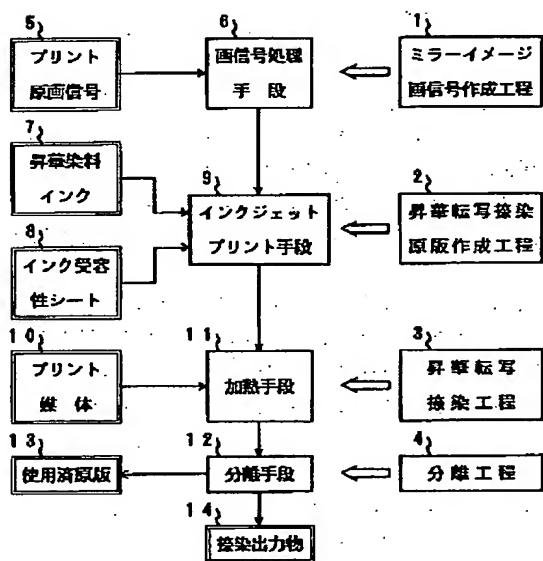 5
プリント
原画信号
6
画信号処理
手段
1
ミラーイメージ
画信号作成工程
7
昇華染料
インク
9
インクジェット
プリント手段
2
昇華転写捺染
原版作成工程
8
インク受容
性シート
10
プリント
媒体
11
加熱手段
3
昇華転写
捺染工程
13
使用済原版
12
分離手段
4
分離工程
14
捺染出力物